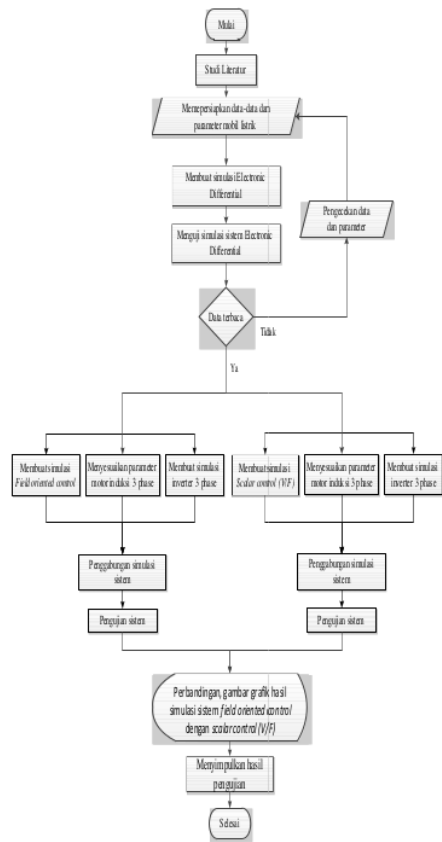 Mulai
Studi Literatur
Memepersiapkan data-data dan
parameter mobil listrik
Membuat simulasi Electronic
Differential
Pengecekan data
dan parameter
Menguji simulasi sistem Electronic
Differential
Data terbaca
Tidak
Ya
Membuat simulasi
Field oriented control
Menyesuaikan parameter
motor induksi 3 phase
Membuat simulasi
inverter 3 phase
Membuat simulasi
Scalar control (V/F)
Menyesuaikan parameter
motor induksi 3 phase
Membuat simulasi
inverter 3 phase
Penggabungan simulasi
sistem
Penggabungan simulasi
sistem
Pengujian sistem
Pengujian sistem
Perbandingan, gambar grafik hasil
simulasi sistem field oriented control
dengan scalar control (V/F)
Menyimpulkan hasil
pengujian
Selesai